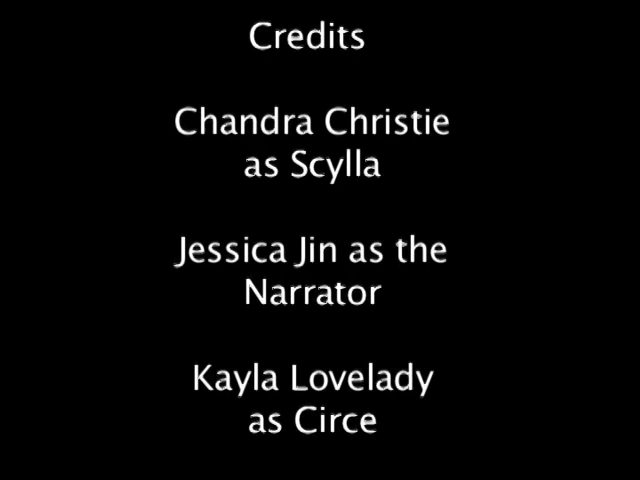 Credits
Chandra Christie
as Scylla
Jessica Jin as the
Narrator
Kayla Lovelady
as Circe